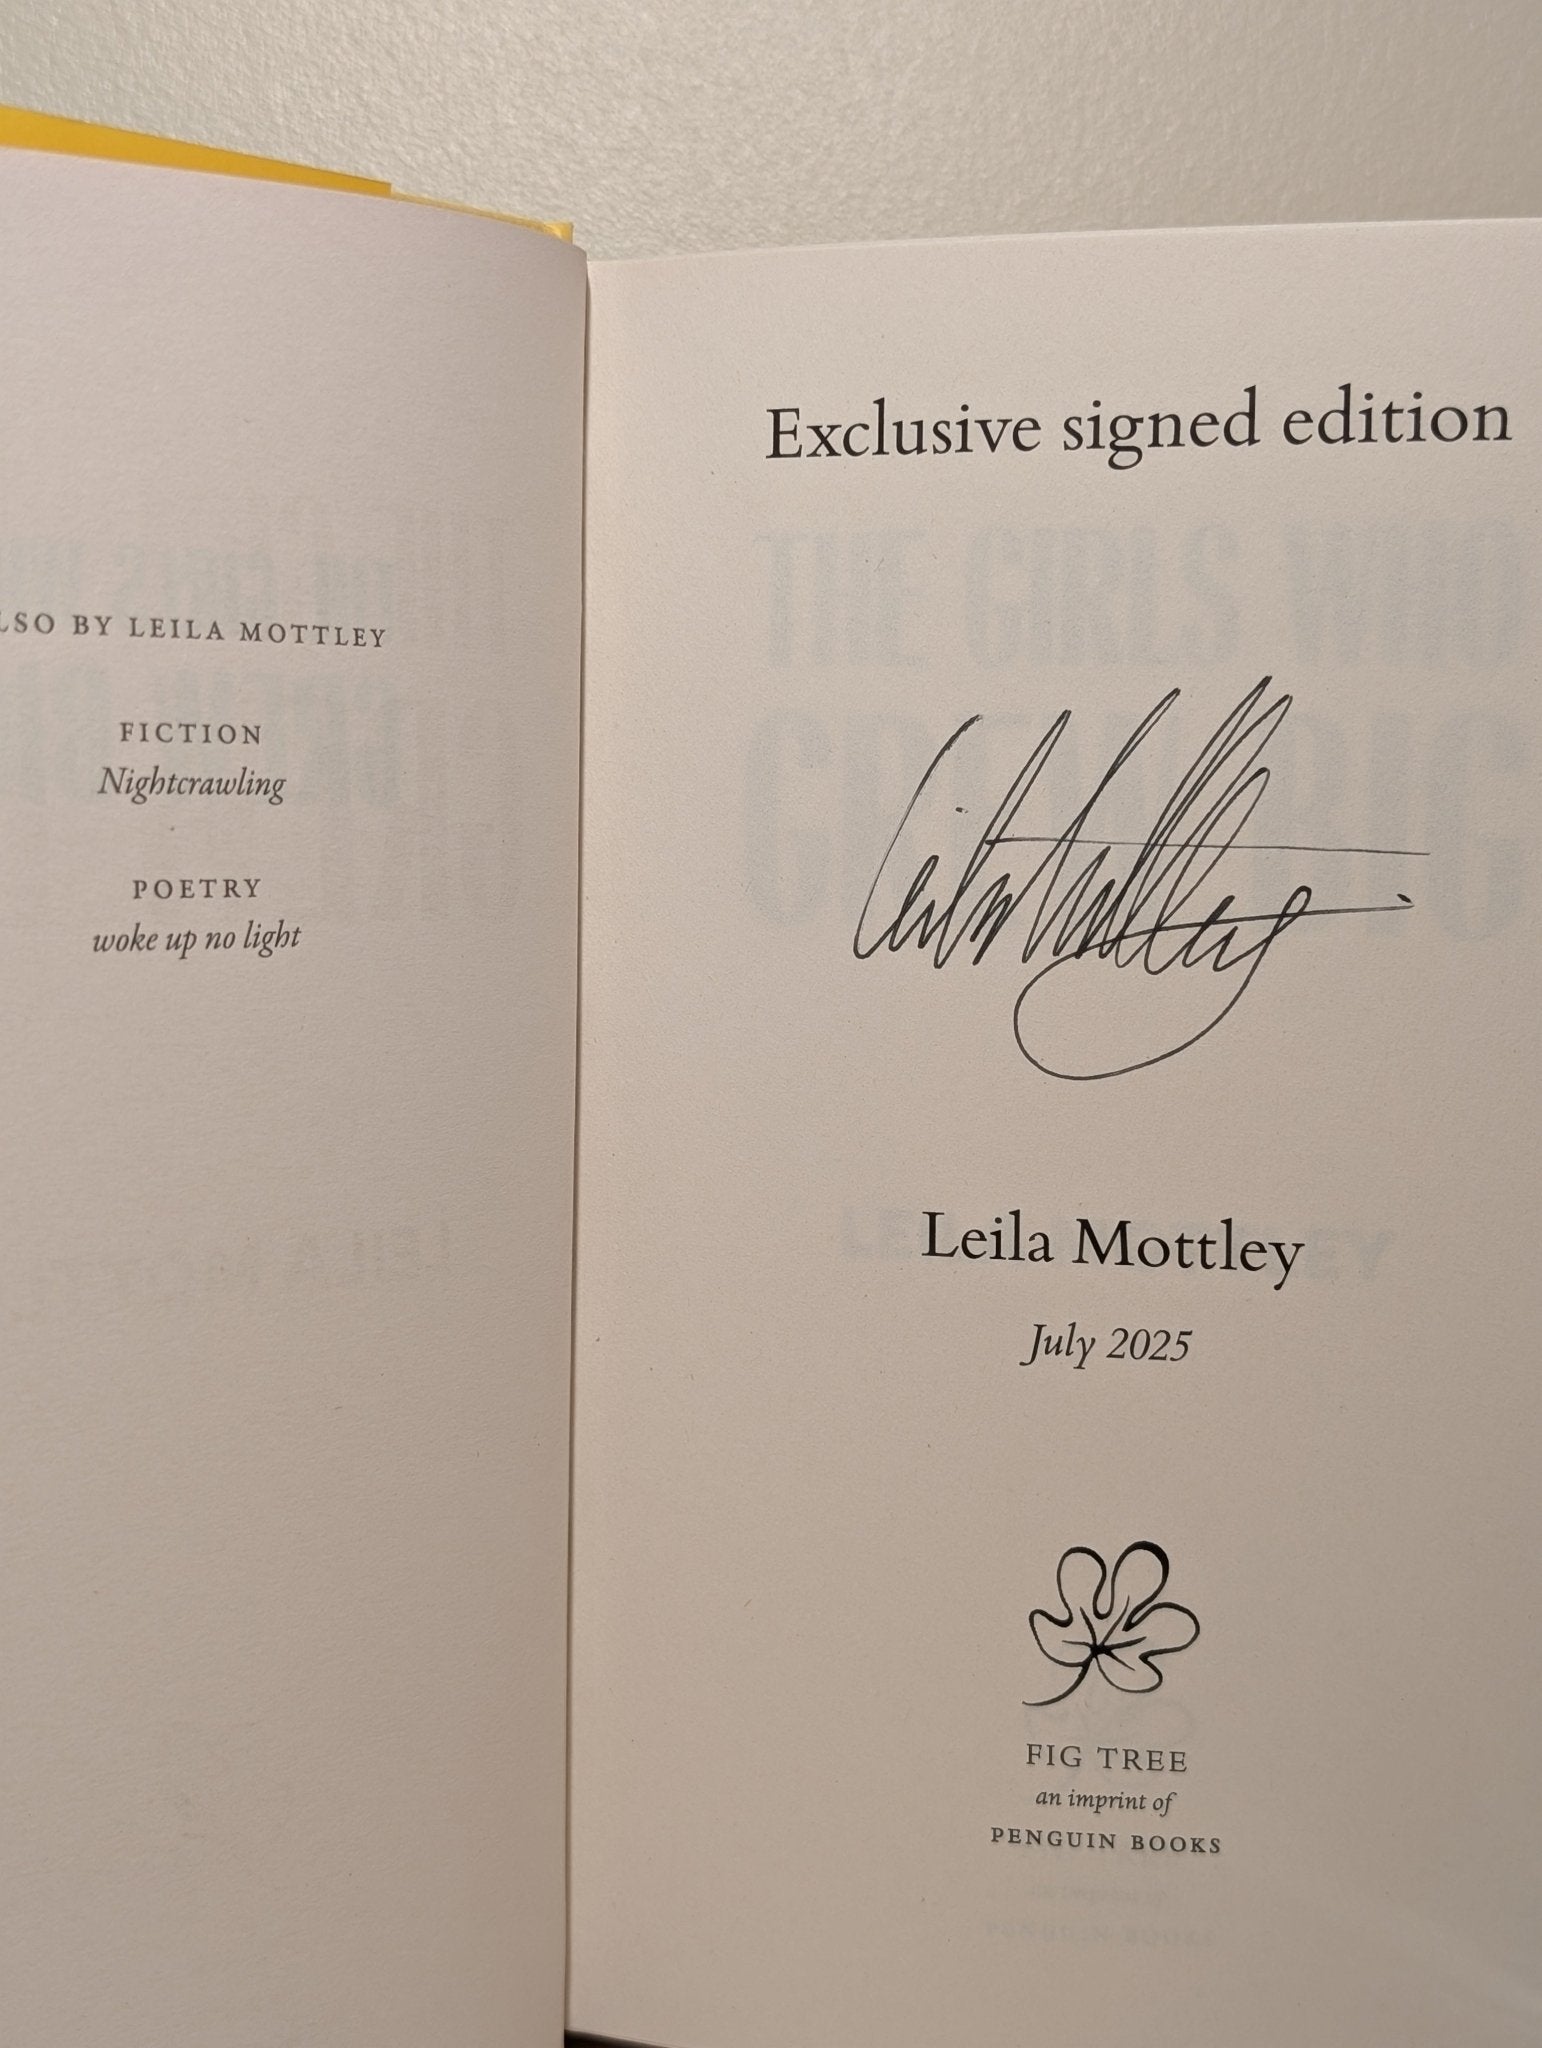 LSO BY LEILA MOTTLEY
FICTION
Nightcrawling
POETRY
woke up no light
Exclusive signed edition
Leila Mottley
July 2025
FIG TREE
an imprint of
PENGUIN BOOKS